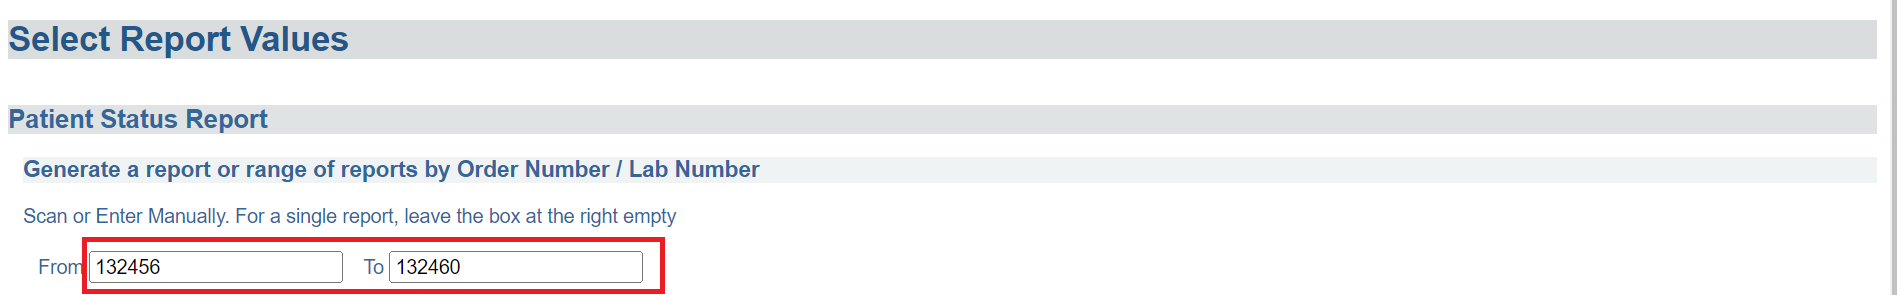 Select Report Values
Patient Status Report
Generate a report or range of reports by Order Number / Lab Number
Scan or Enter Manually. For a single report, leave the box at the right empty
From 132456 To 132460